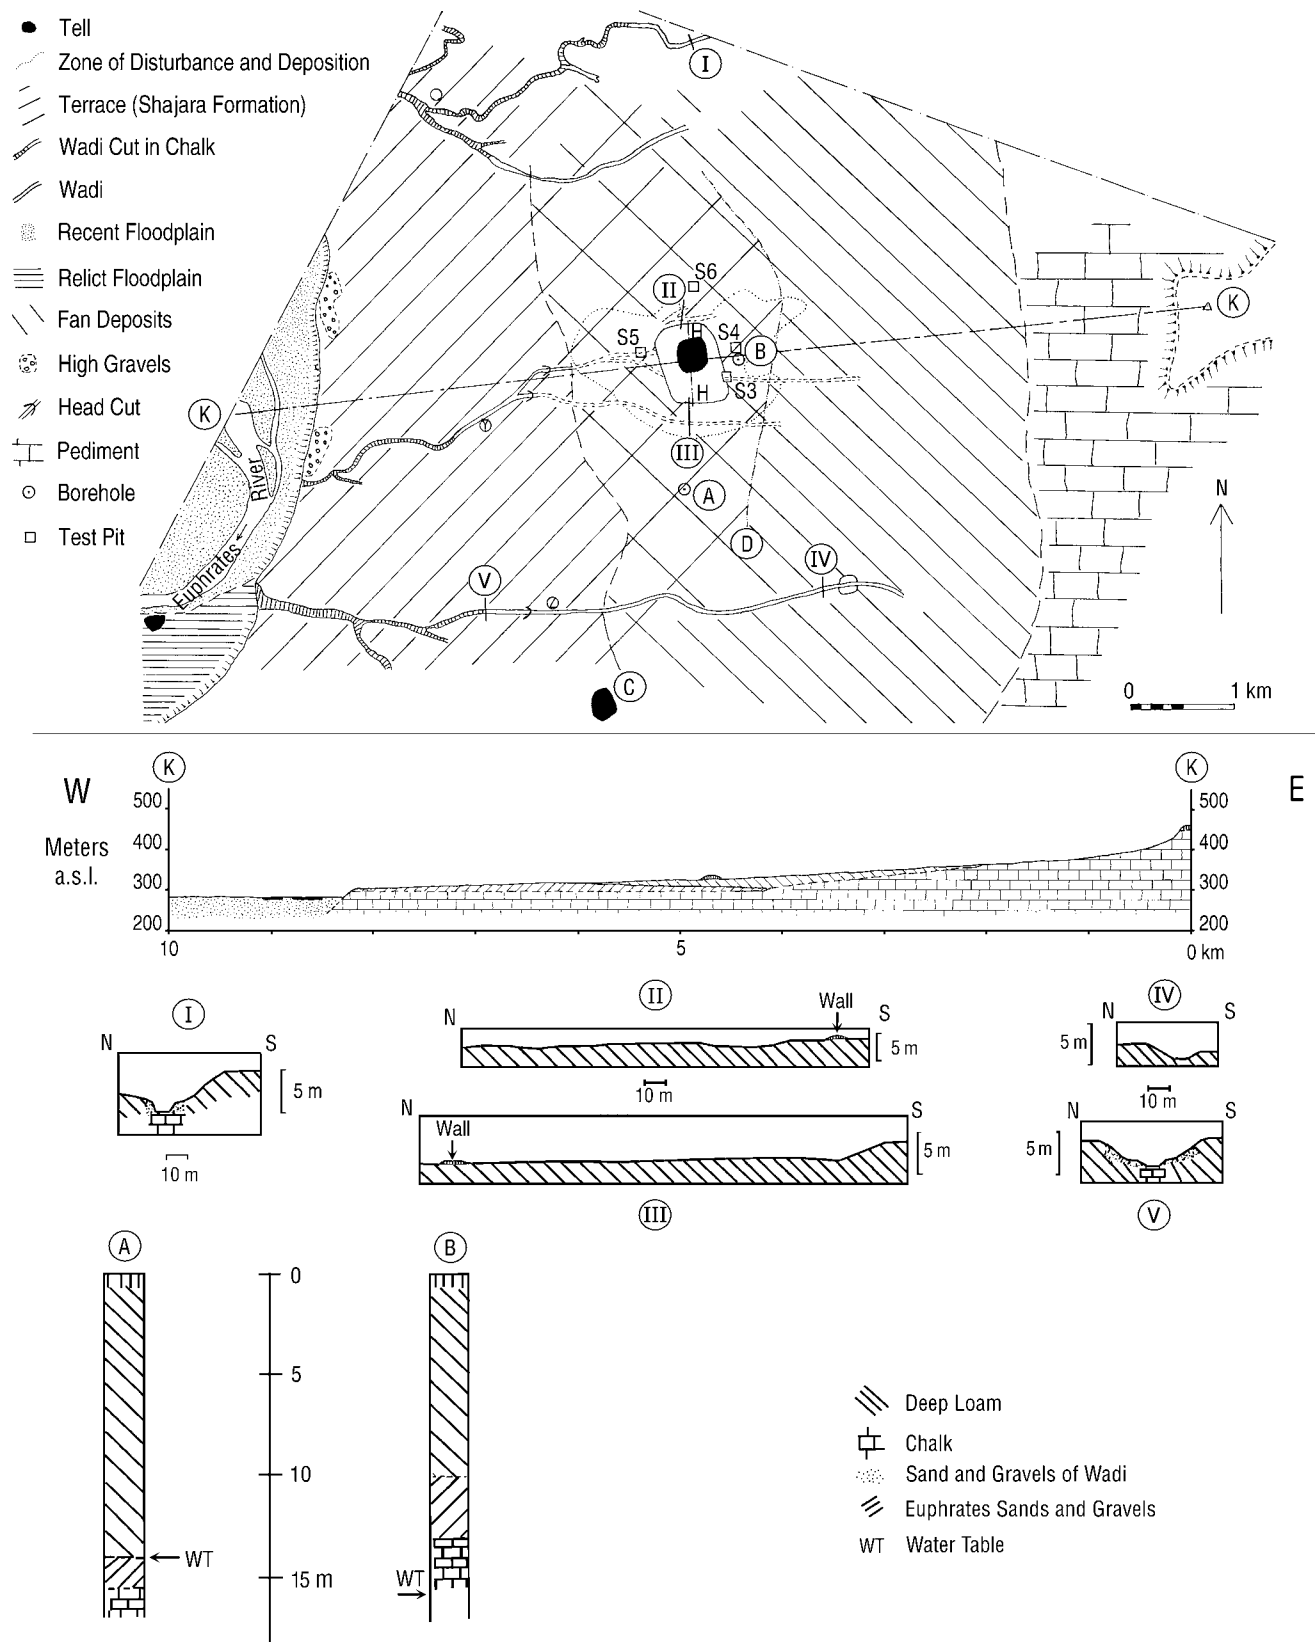 Tell
Zone of Disturbance and Deposition
Terrace (Shajara Formation)
Wadi Cut in Chalk
Wadi
Recent Floodplain
Relict Floodplain
Fan Deposits
High Gravels
Head Cut
Pediment
Borehole
Test Pit
I
S6
II
K
S5
H
S4
B
K
H
S3
III
River
A
N
D
IV
Euphrates
V
C
0 1 km
K
K
W
E
Meters
a.s.l.
500
400
300
200
500
400
300
200
10
5
0 km
I
N
S
5 m
10 m
II
N
Wall
S
5 m
10 m
N
Wall
S
5 m
III
IV
N
S
5 m
10 m
N
S
5 m
V
A
B
0
5
10
15 m
WT
WT
Deep Loam
Chalk
Sand and Gravels of Wadi
Euphrates Sands and Gravels
WT Water Table